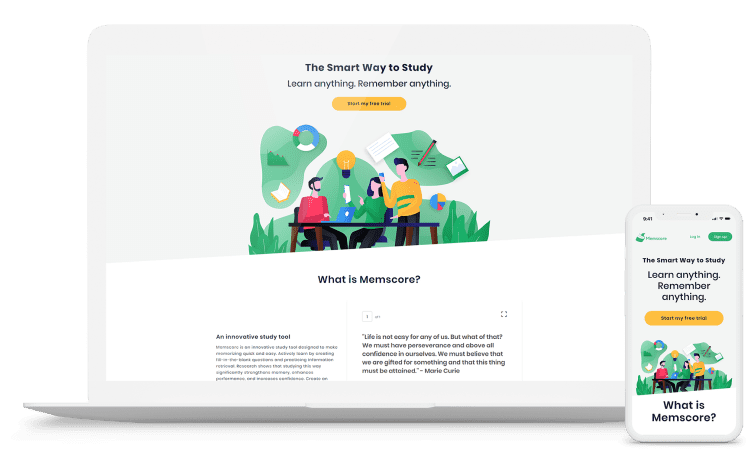 The Smart Way to Study
Learn anything. Remember anything.
Start my free trial
What is Memscore?
An innovative study tool
Memscore is an innovative study tool designed to make
memorizing quick and easy. Actively learn by creating
fill-in-the-blank questions and practicing information
retrieval. Research shows that studying this way
significantly strengthens memory, enhances
performance, and increases confidence. Create an
1
"Life is not easy for any of us. But what of that?
We must have perseverance and above all
confidence in ourselves. We must believe that
we are gifted for something and that this thing
must be attained." - Marie Curie
9:41
Memscore
Log in
Sign up
The Smart Way to Study
Learn anything.
Remember
anything.
Start my free trial
What is
Memscore?